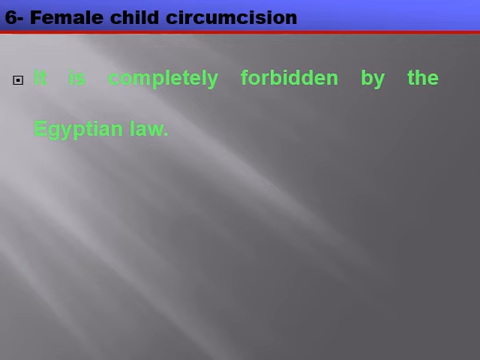 6- Female child circumcision
It is completely forbidden by the
Egyptian law.